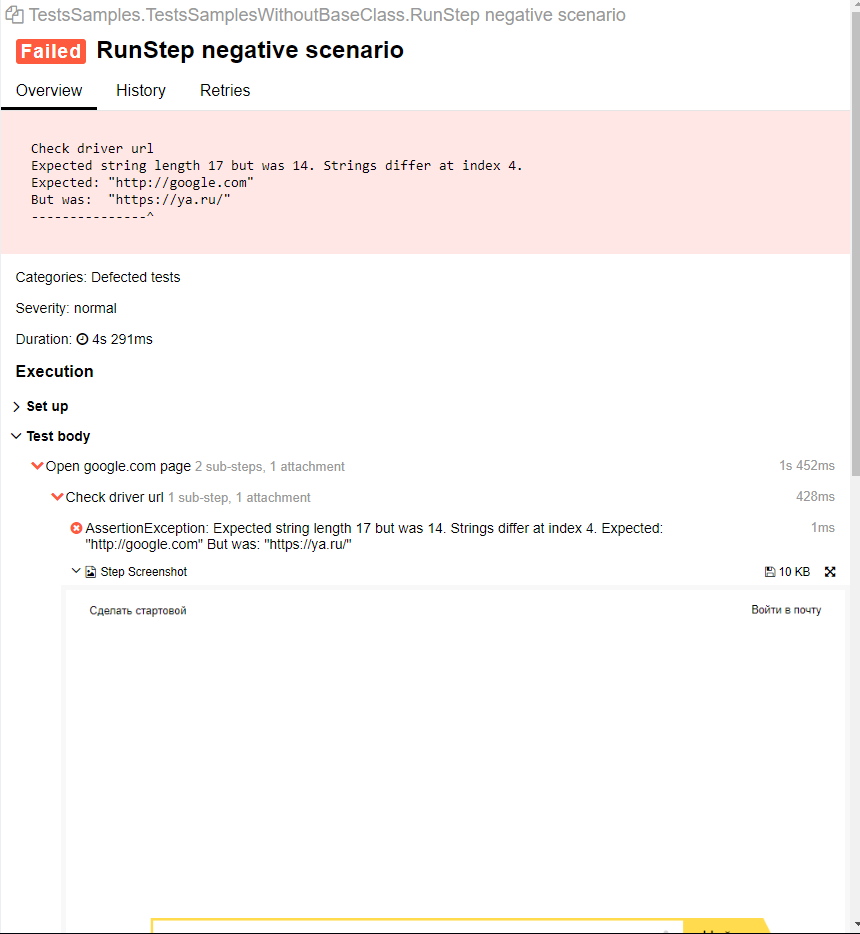 TestsSamples.TestsSamplesWithoutBaseClass.RunStep negative scenario
Failed RunStep negative scenario
Overview History Retries
Check driver url
Expected string length 17 but was 14. Strings differ at index 4.
Expected: "http://google.com"
But was:  "https://ya.ru/"
---------------^
Categories: Defected tests
Severity: normal
Duration: 4s 291ms
Execution
Set up
Test body
Open google.com page 2 sub-steps, 1 attachment 1s 452ms
Check driver url 1 sub-step, 1 attachment 428ms
AssertionException: Expected string length 17 but was 14. Strings differ at index 4. Expected: 1ms
"http://google.com" But was: "https://ya.ru/"
Step Screenshot 10 KB
Сделать стартовой Войти в почту